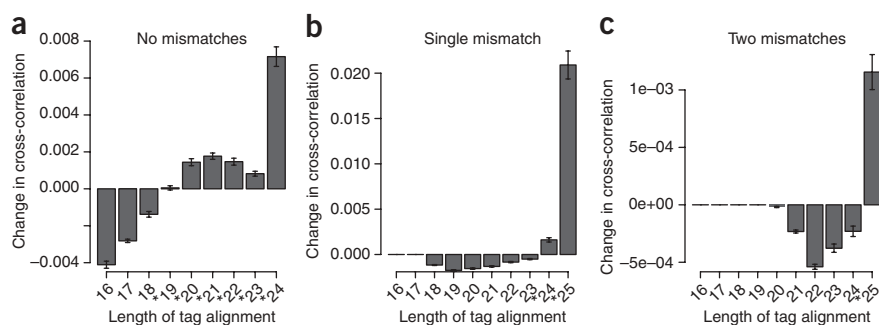 a
No mismatches
Change in cross-correlation
0.008
0.006
0.004
0.002
0.000
−0.004
16 17 18 *19 *20 *21 *22 *23 *24
Length of tag alignment
b
Single mismatch
Change in cross-correlation
0.020
0.015
0.010
0.005
0.000
16 17 18 19 20 21 22 23 *24 *25
Length of tag alignment
c
Two mismatches
Change in cross-correlation
1e−03
5e−04
0e+00
−5e−04
16 17 18 19 20 21 22 23 24 *25
Length of tag alignment